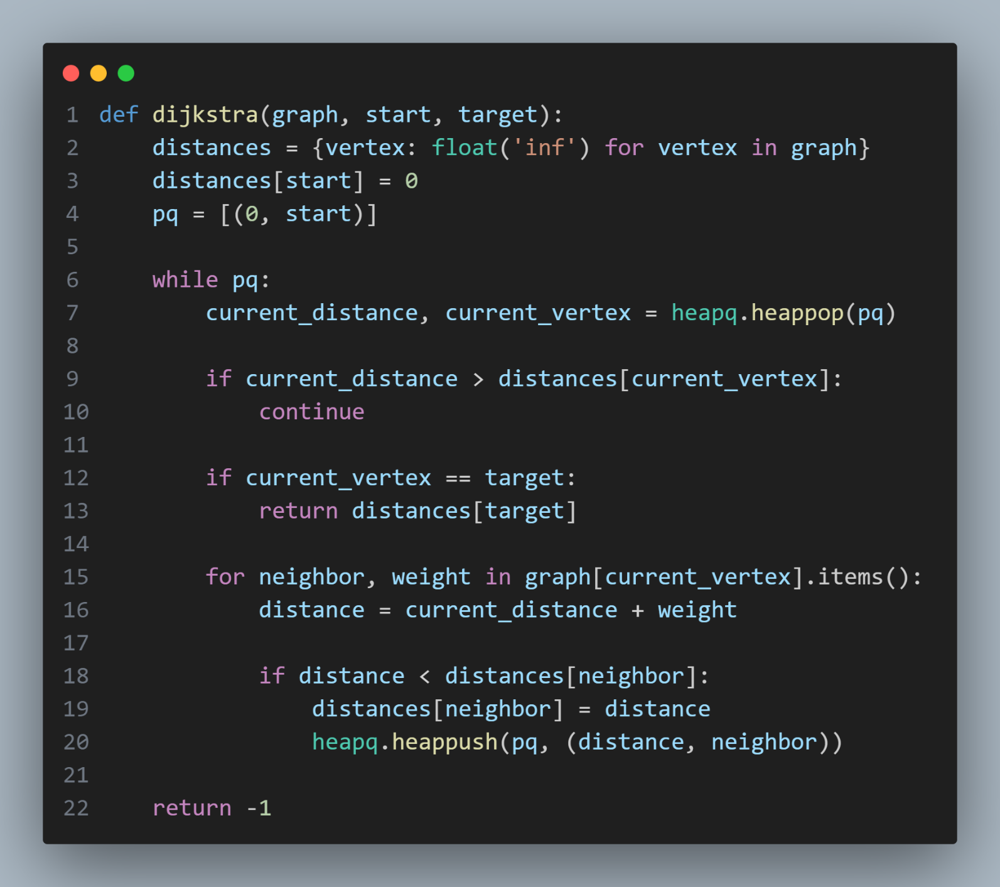 1 def dijkstra(graph, start, target):
2     distances = {vertex: float('inf') for vertex in graph}
3     distances[start] = 0
4     pq = [(0, start)]
5
6     while pq:
7         current_distance, current_vertex = heapq.heappop(pq)
8
9         if current_distance > distances[current_vertex]:
10             continue
11
12         if current_vertex == target:
13             return distances[target]
14
15         for neighbor, weight in graph[current_vertex].items():
16             distance = current_distance + weight
17
18             if distance < distances[neighbor]:
19                 distances[neighbor] = distance
20                 heapq.heappush(pq, (distance, neighbor))
21
22     return -1